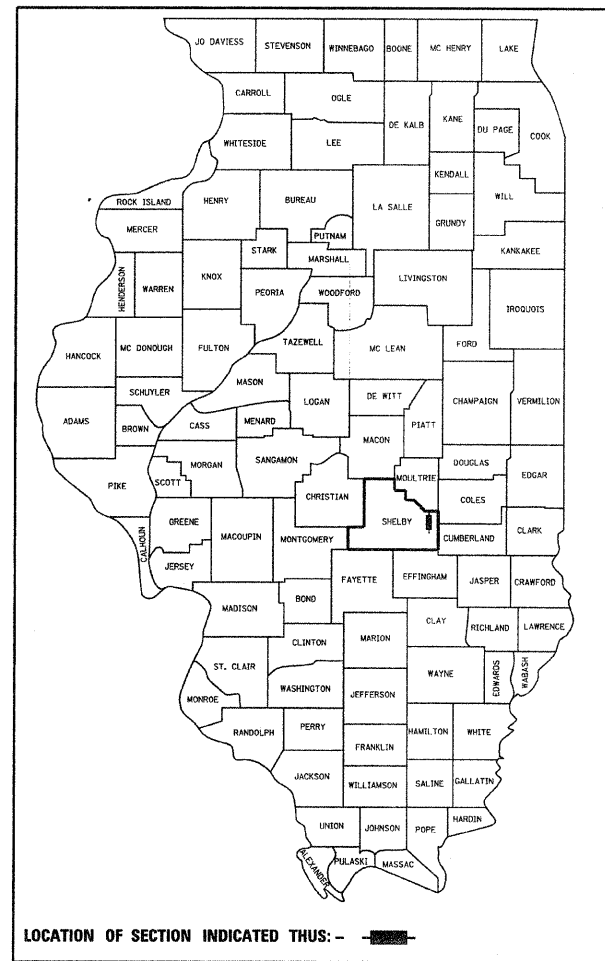 JO DAVIESS
STEVENSON
WINNEBAGO
BOONE
MC HENRY
LAKE
CARROLL
OGLE
DE KALB
KANE
DU PAGE
COOK
WHITESIDE
LEE
KENDALL
WILL
ROCK ISLAND
HENRY
BUREAU
LA SALLE
GRUNDY
MERCER
PUTNAM
KANKAKEE
STARK
MARSHALL
HENDERSON
WARREN
KNOX
PEORIA
WOODFORD
LIVINGSTON
IROQUOIS
HANCOCK
MC DONOUGH
FULTON
TAZEWELL
MC LEAN
FORD
SCHUYLER
MASON
LOGAN
DE WITT
CHAMPAIGN
VERMILION
ADAMS
BROWN
CASS
MENARD
PIATT
MACON
PIKE
SCOTT
MORGAN
SANGAMON
CHRISTIAN
MOULTRIE
DOUGLAS
EDGAR
COLES
CALHOUN
GREENE
MACOUPIN
MONTGOMERY
SHELBY
CUMBERLAND
CLARK
JERSEY
FAYETTE
EFFINGHAM
JASPER
CRAWFORD
MADISON
BOND
CLAY
RICHLAND
LAWRENCE
CLINTON
MARION
WAYNE
EDWARDS
WABASH
ST. CLAIR
MONROE
WASHINGTON
JEFFERSON
RANDOLPH
PERRY
HAMILTON
WHITE
FRANKLIN
JACKSON
WILLIAMSON
SALINE
GALLATIN
UNION
JOHNSON
POPE
HARDIN
ALEXANDER
PULASKI
MASSAC
LOCATION OF SECTION INDICATED THUS: -